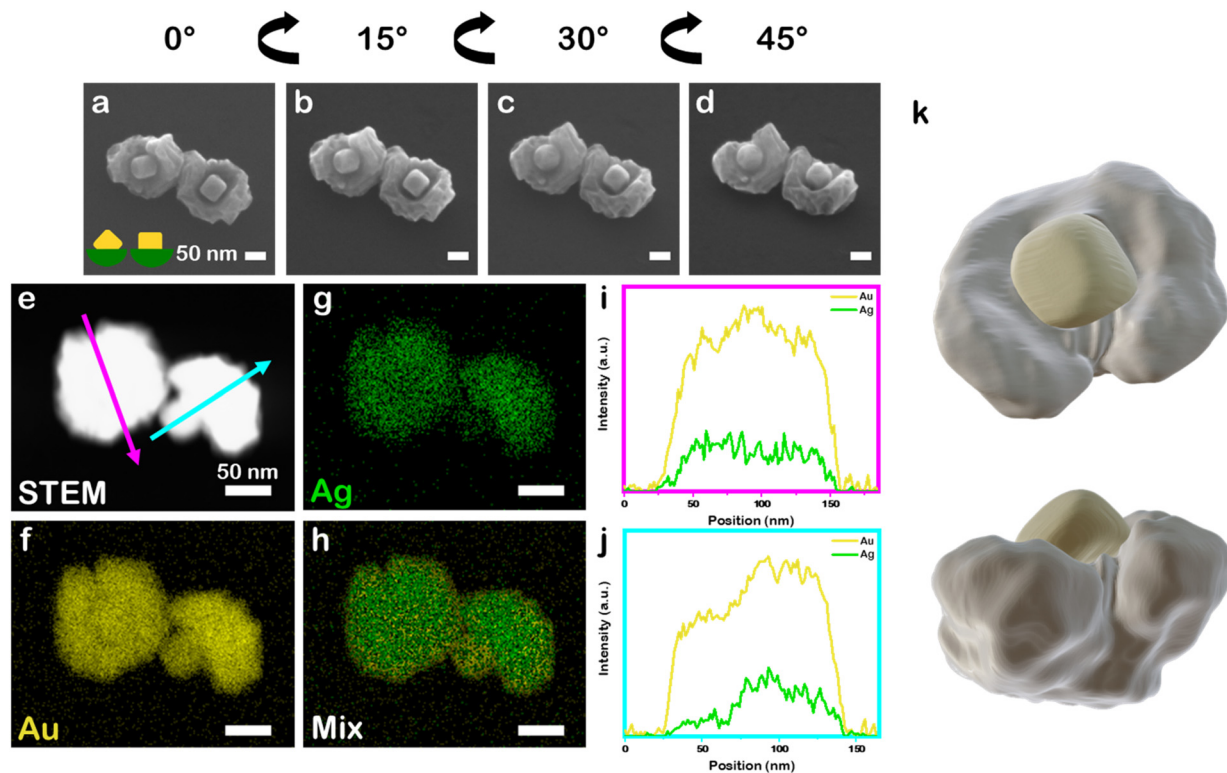 0° 15° 30° 45°
a b c d k
50 nm
e g i
Au
Ag
50 nm
STEM Ag
Intensity (a.u.)
0 50 100 150
Position (nm)
f h j
Au
Ag
Au Mix
Intensity (a.u.)
0 50 100 150
Position (nm)